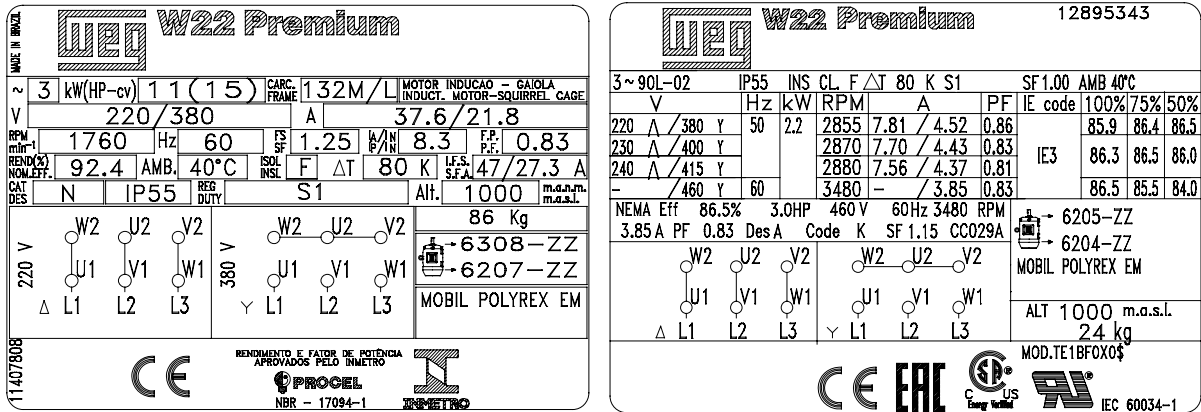 MADE IN BRAZIL
WEG W22 Premium
~ 3 kW(HP-cv) 11(15) CARC. FRAME 132M/L MOTOR INDUCAO - GAIOLA INDUCT. MOTOR-SQUIRREL CAGE
V 220/380 A 37.6/21.8
RPM min-1 1760 Hz 60 FS SF 1.25 IA/IN IP/IN 8.3 F.P. P.F. 0.83
REND(%) NOM.EFF. 92.4 AMB. 40°C ISOL INSL F ΔT 80 K I.F.S. S.F.A. 47/27.3 A
CAT DES N IP55 REG DUTY S1 Alt. 1000 m.a.n.m. m.a.s.l.
220 V
W2 U2 V2
U1 V1 W1
Δ L1 L2 L3
380 V
W2 U2 V2
U1 V1 W1
Y L1 L2 L3
86 Kg
6308-ZZ
6207-ZZ
MOBIL POLYREX EM
11407808
CE
RENDIMENTO E FATOR DE POTÊNCIA
APROVADOS PELO INMETRO
PROCEL
NBR - 17094-1
INMETRO
WEG W22 Premium 12895343
3~90L-02 IP55 INS CL. F ΔT 80 K S1 SF1.00 AMB 40°C
V Hz kW RPM A PF IE code 100% 75% 50%
220 Δ /380 Y 50 2.2 2855 7.81 / 4.52 0.86 IE3 85.9 86.4 86.5
230 Δ /400 Y 2870 7.70 / 4.43 0.83 86.3 86.5 86.0
240 Δ /415 Y 2880 7.56 / 4.37 0.81
- /460 Y 60 3480 - / 3.85 0.83 86.5 85.5 84.0
NEMA Eff 86.5% 3.0HP 460 V 60Hz 3480 RPM
3.85 A PF 0.83 Des A Code K SF 1.15 CC029A
W2 U2 V2
U1 V1 W1
Δ L1 L2 L3
W2 U2 V2
U1 V1 W1
Y L1 L2 L3
6205-ZZ
6204-ZZ
MOBIL POLYREX EM
ALT 1000 m.a.s.l.
24 kg
MOD.TE1BFOX0$
CE EAC
C SA US
Energy Verified
RU
IEC 60034-1